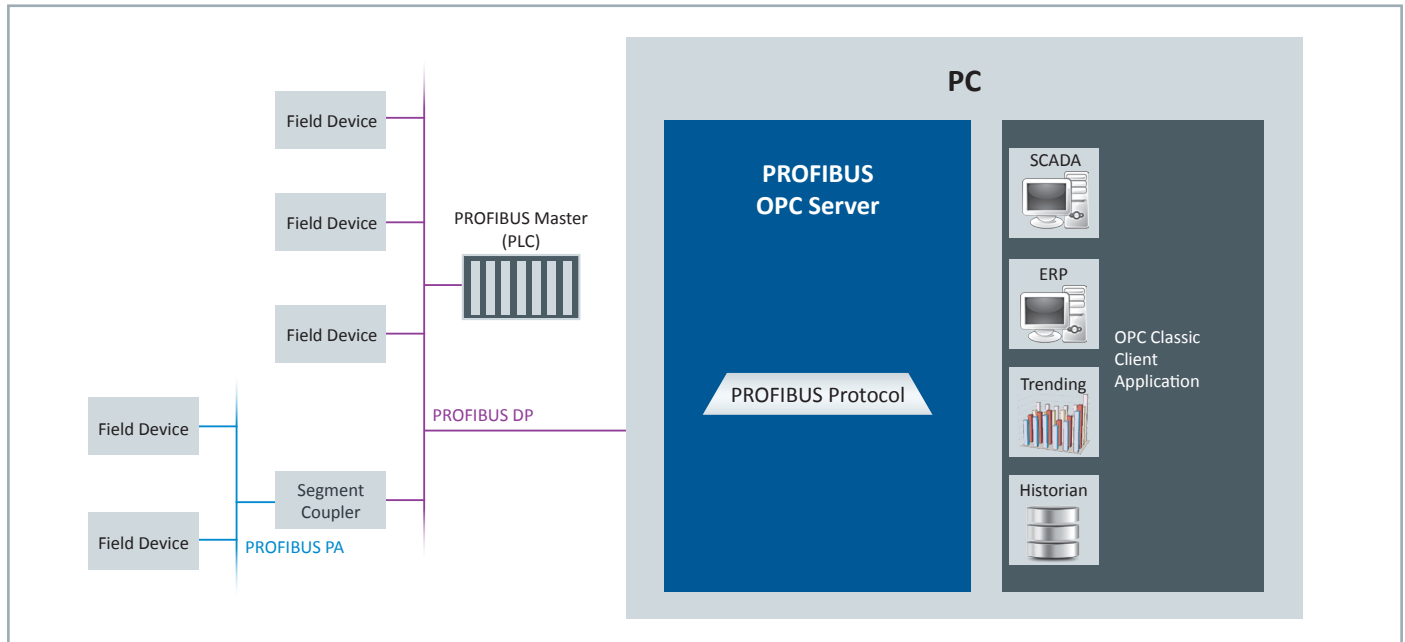 PC
Field Device
Field Device
PROFIBUS Master
(PLC)
Field Device
Field Device
Segment
Coupler
Field Device
PROFIBUS PA
PROFIBUS DP
PROFIBUS
OPC Server
PROFIBUS Protocol
SCADA
ERP
Trending
Historian
OPC Classic
Client
Application